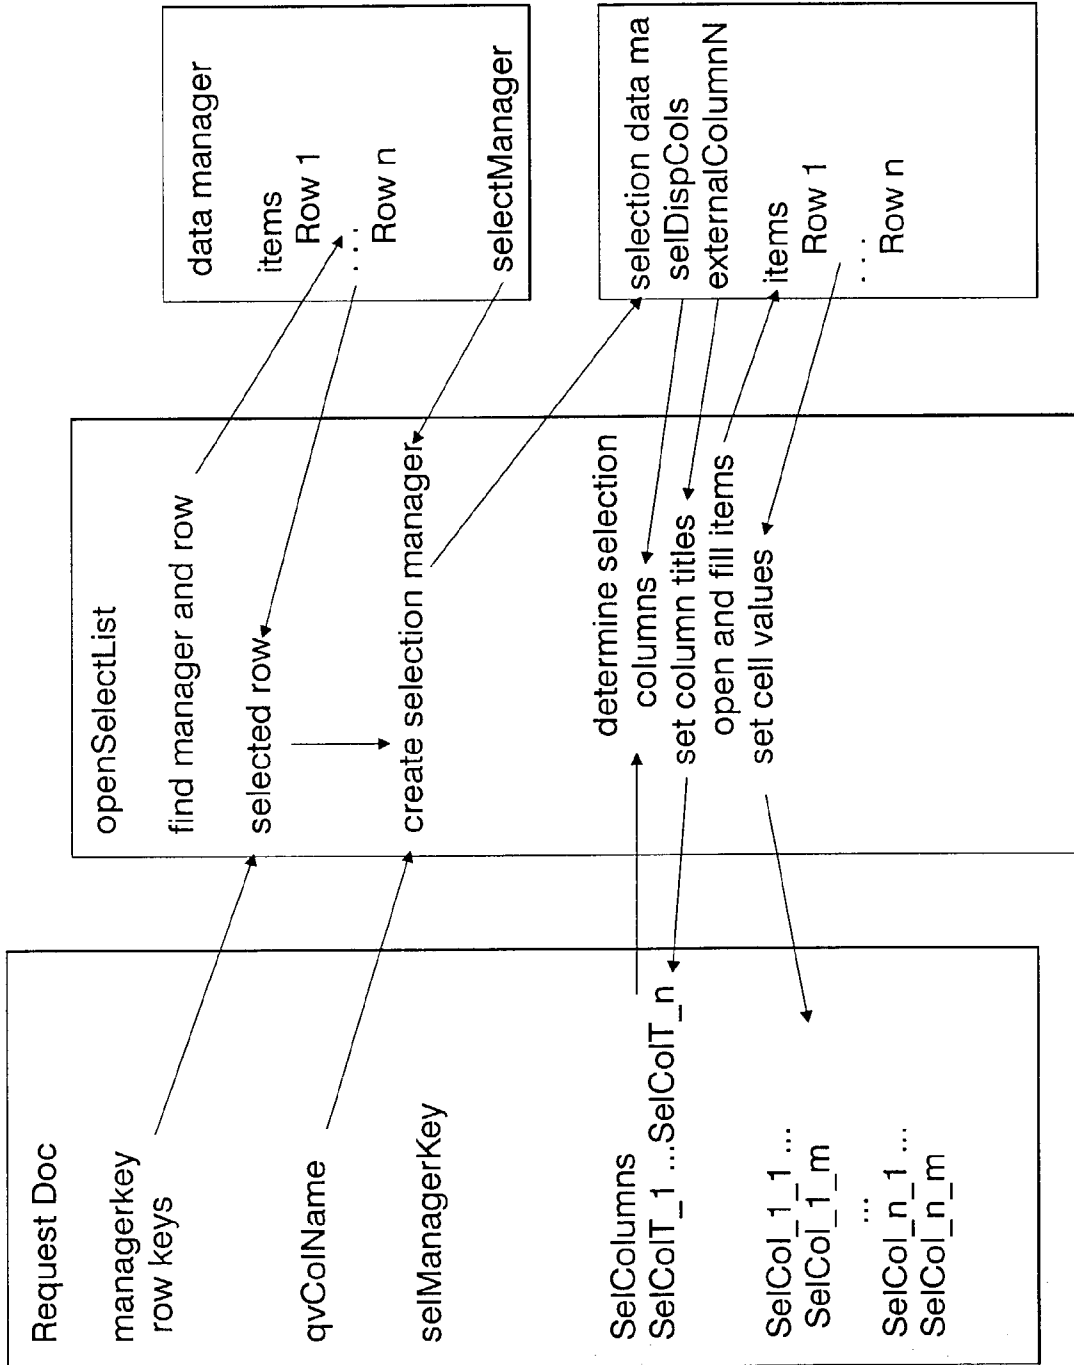 Request Doc
managerKey
row keys
qvColName
selManagerKey
SelColumns
SelColT_1 ...SelColT_n
SelCol_1_1 ...
SelCol_1_m
...
SelCol_n_1 ...
SelCol_n_m
openSelectList
find manager and row
selected row
create selection manager
determine selection
columns
set column titles
open and fill items
set cell values
data manager
items
Row 1
. . .
Row n
selectManager
selection data ma
selDispCols
externalColumnN
items
Row 1
. . .
Row n